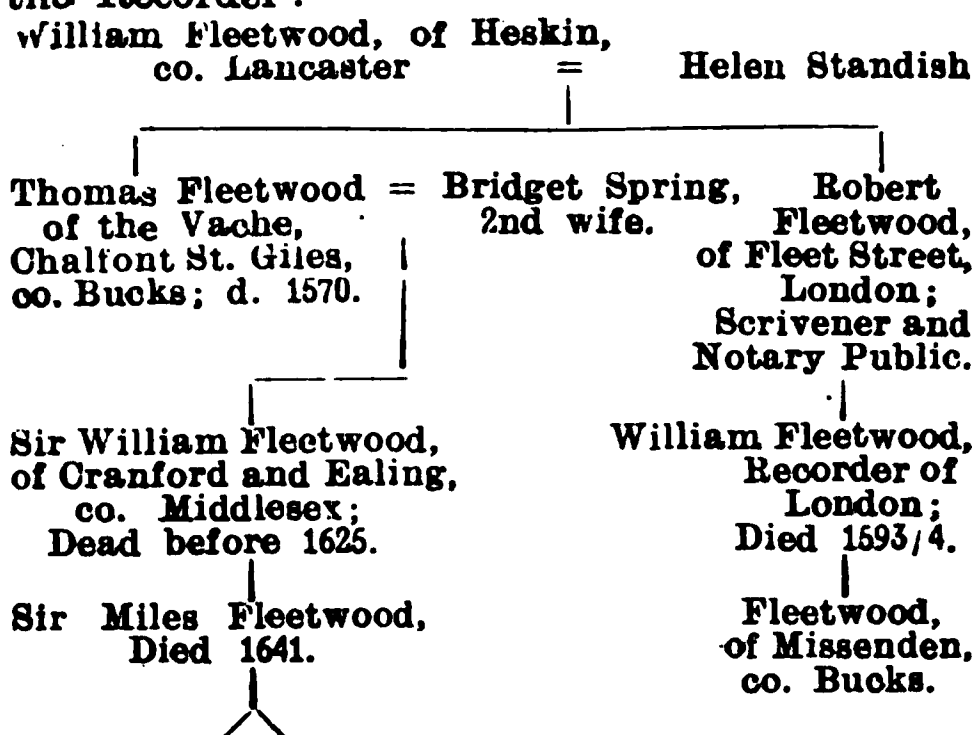 the Recorder:
William Fleetwood, of Heskin,
co. Lancaster = Helen Standish
Thomas Fleetwood = Bridget Spring,
of the Vache, 2nd wife.
Chalfont St. Giles,
co. Bucks; d. 1570.
Robert
Fleetwood,
of Fleet Street,
London;
Scrivener and
Notary Public.
Sir William Fleetwood,
of Cranford and Ealing,
co. Middlesex;
Dead before 1625.
William Fleetwood,
Recorder of
London;
Died 1593/4.
Sir Miles Fleetwood,
Died 1641.
Fleetwood,
of Missenden,
co. Bucks.